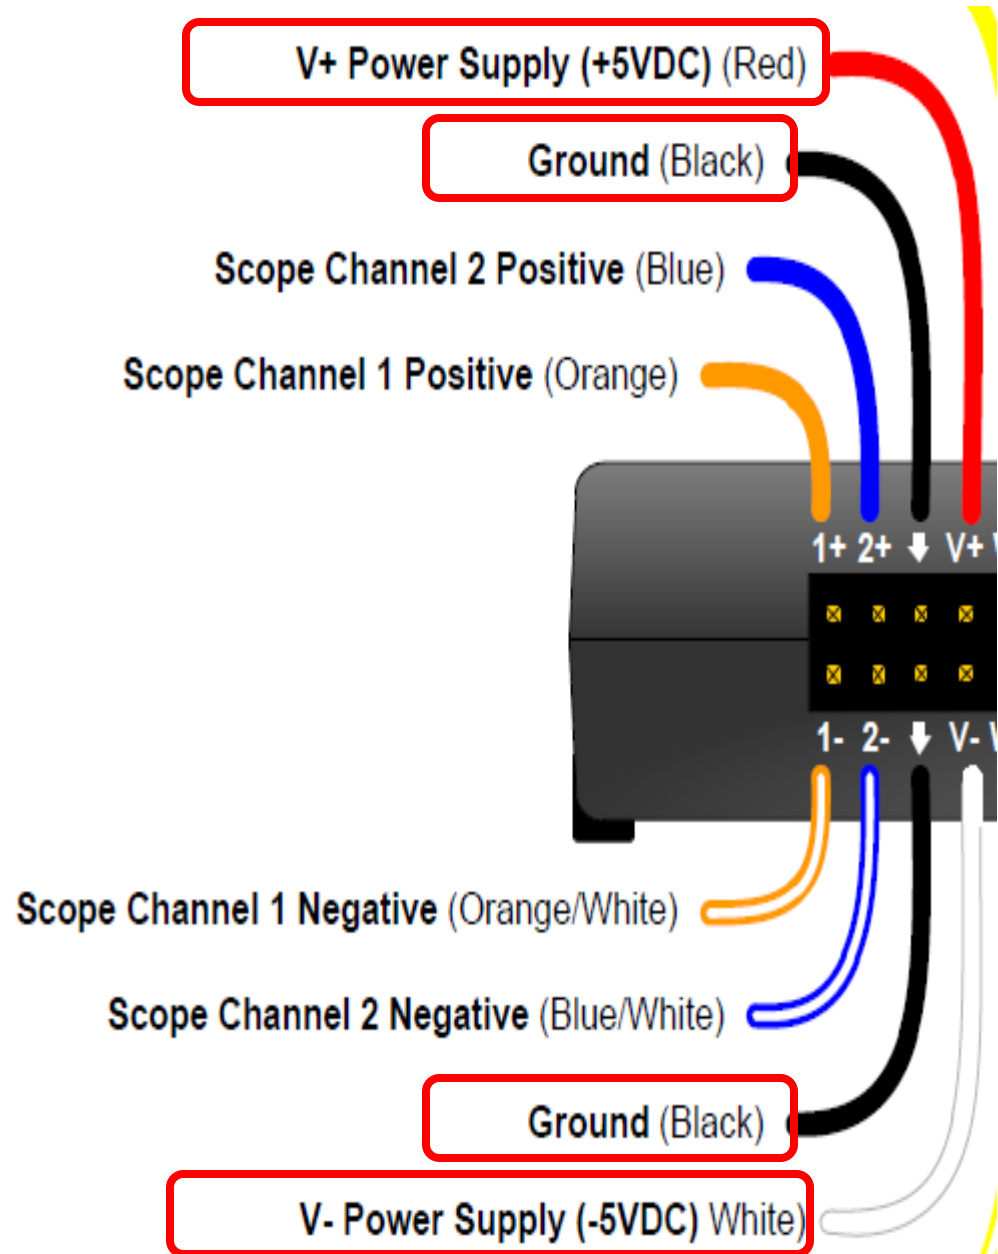 V+ Power Supply (+5VDC) (Red)
Ground (Black)
Scope Channel 2 Positive (Blue)
Scope Channel 1 Positive (Orange)
1+ 2+ V+
1- 2- V-
Scope Channel 1 Negative (Orange/White)
Scope Channel 2 Negative (Blue/White)
Ground (Black)
V- Power Supply (-5VDC) White)